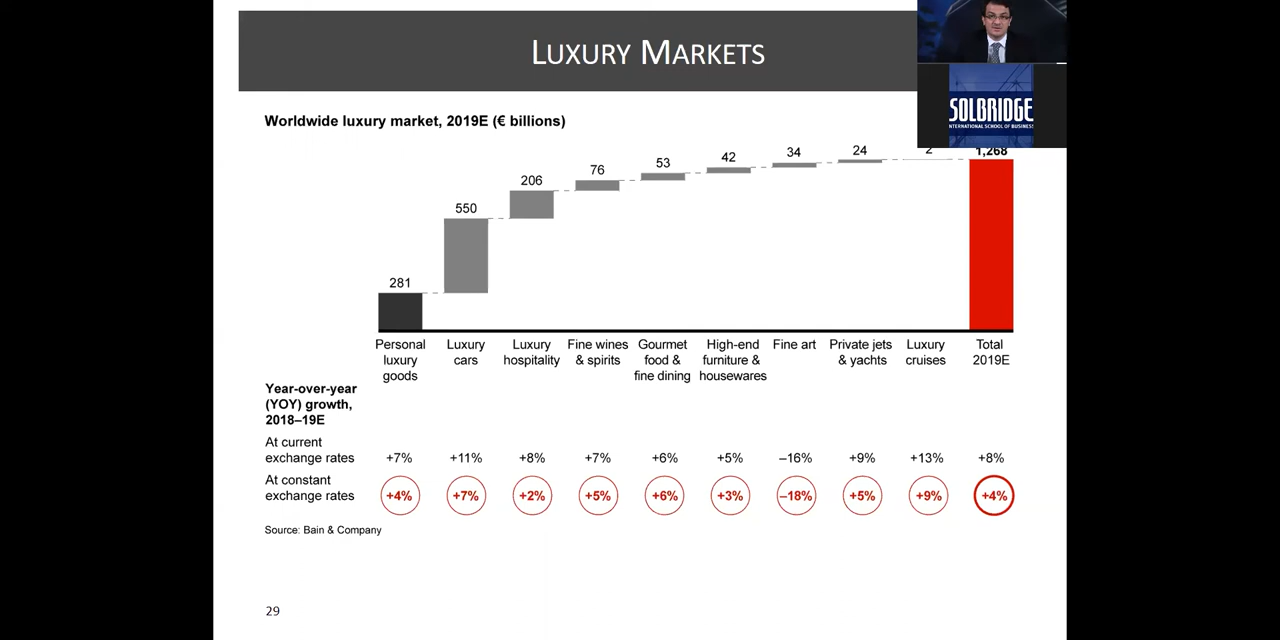 LUXURY MARKETS
SOLBRIDGE
INTERNATIONAL SCHOOL OF BUSINESS
Worldwide luxury market, 2019E (€ billions)
281
550
206
76
53
42
34
24
2
1,268
Personal luxury goods
Luxury cars
Luxury hospitality
Fine wines & spirits
Gourmet food & fine dining
High-end furniture & housewares
Fine art
Private jets & yachts
Luxury cruises
Total 2019E
Year-over-year
(YOY) growth,
2018–19E
At current
exchange rates +7% +11% +8% +7% +6% +5% –16% +9% +13% +8%
At constant
exchange rates +4% +7% +2% +5% +6% +3% –18% +5% +9% +4%
Source: Bain & Company
29